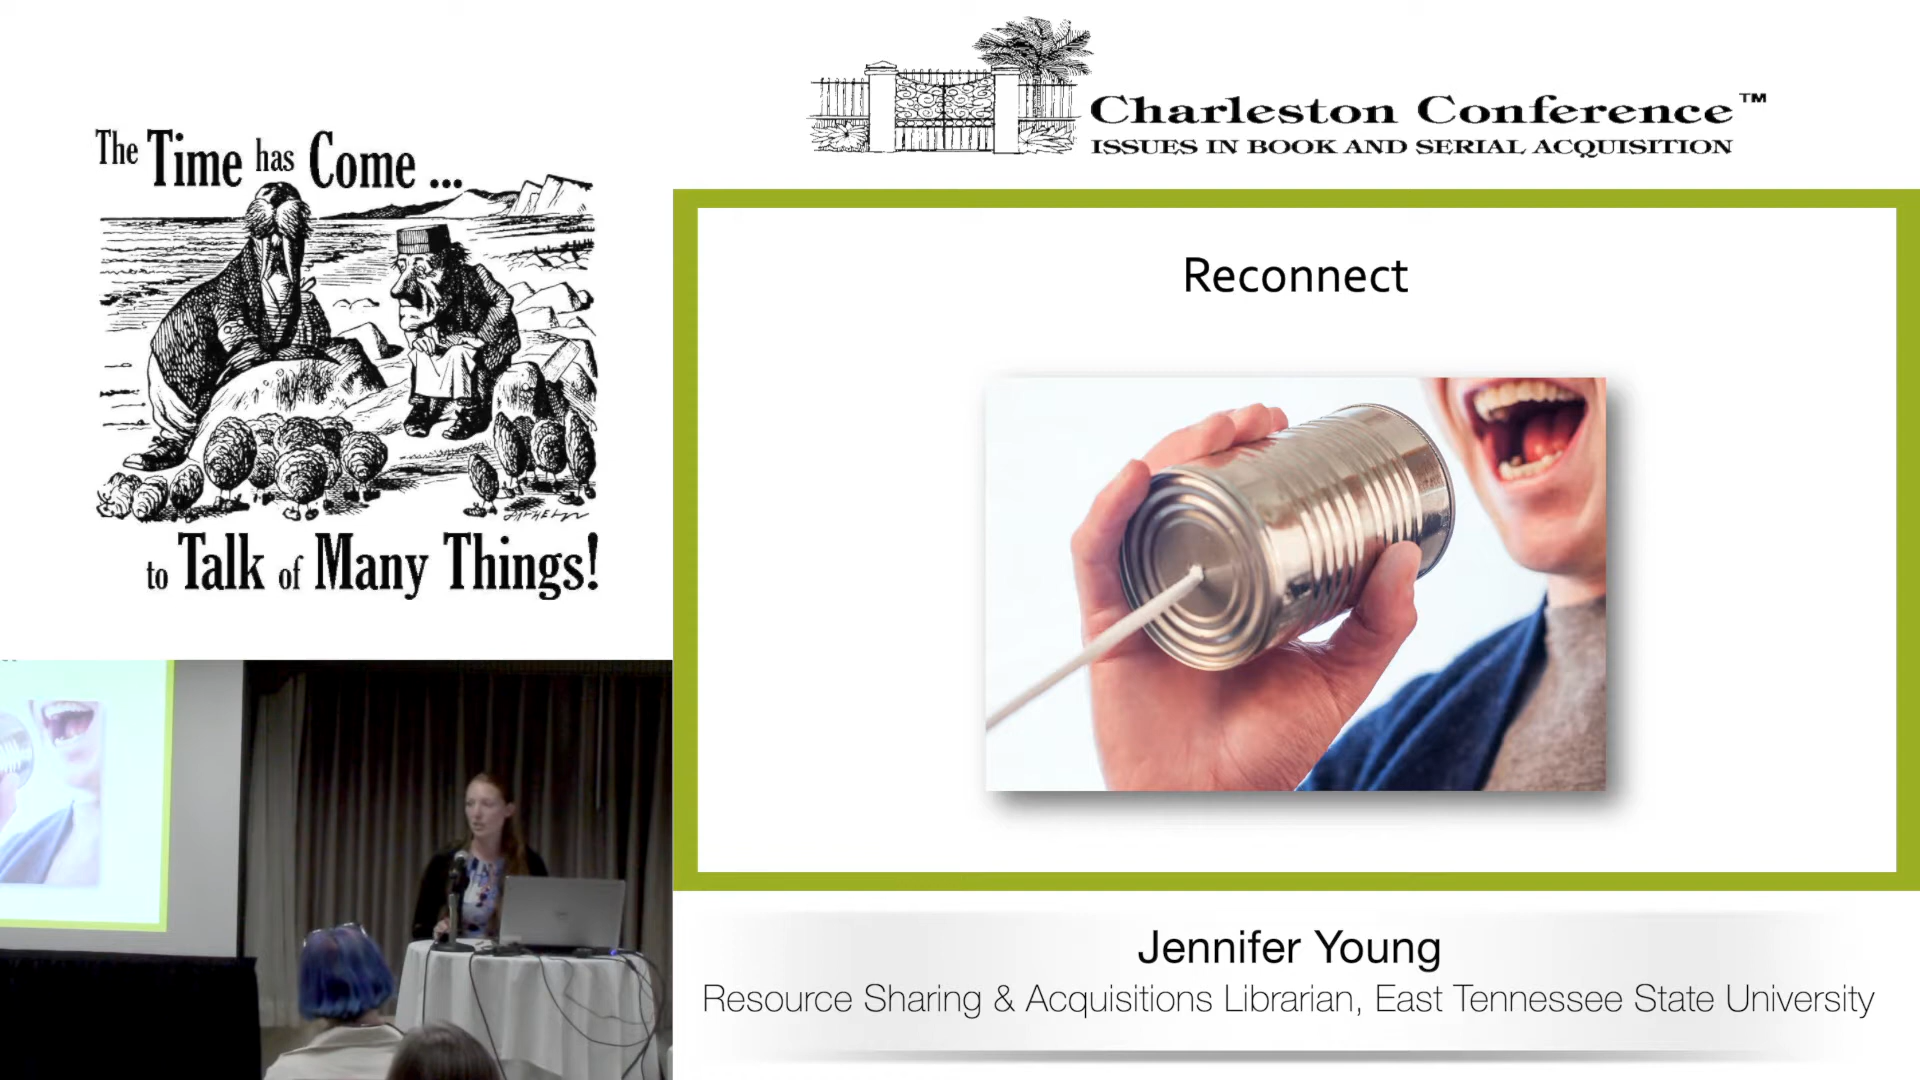 The Time has Come ...
to Talk of Many Things!
Charleston Conference™
ISSUES IN BOOK AND SERIAL ACQUISITION
Reconnect
Jennifer Young
Resource Sharing & Acquisitions Librarian, East Tennessee State University